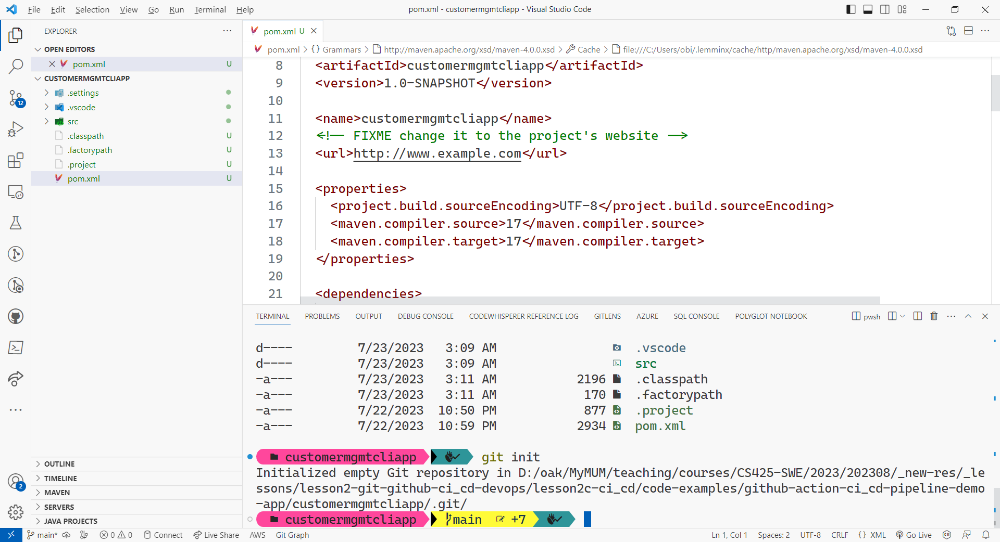 File Edit Selection View Go Run Terminal Help
pom.xml - customermgmtcliapp - Visual Studio Code
EXPLORER
OPEN EDITORS
pom.xml U
CUSTOMERMGMTCLIAPP
.settings
.vscode
src
.classpath U
.factorypath U
.project U
pom.xml U
OUTLINE
TIMELINE
MAVEN
SERVERS
JAVA PROJECTS
12
2
pom.xml U
pom.xml > {} Grammars > http://maven.apache.org/xsd/maven-4.0.0.xsd > Cache > file:///C:/Users/obi/.lemminx/cache/http/maven.apache.org/xsd/maven-4.0.0.xsd
8 <artifactId>customermgmtcliapp</artifactId>
9 <version>1.0-SNAPSHOT</version>
10
11 <name>customermgmtcliapp</name>
12 <!-- FIXME change it to the project's website -->
13 <url>http://www.example.com</url>
14
15 <properties>
16 <project.build.sourceEncoding>UTF-8</project.build.sourceEncoding>
17 <maven.compiler.source>17</maven.compiler.source>
18 <maven.compiler.target>17</maven.compiler.target>
19 </properties>
20
21 <dependencies>
TERMINAL PROBLEMS OUTPUT DEBUG CONSOLE CODEWHISPERER REFERENCE LOG GITLENS AZURE SQL CONSOLE POLYGLOT NOTEBOOK pwsh
d---- 7/23/2023 3:09 AM .vscode
d---- 7/23/2023 3:09 AM src
-a--- 7/23/2023 3:11 AM 2196 .classpath
-a--- 7/23/2023 3:11 AM 170 .factorypath
-a--- 7/22/2023 10:50 PM 877 .project
-a--- 7/22/2023 10:59 PM 2934 pom.xml
customermgmtcliapp git init
Initialized empty Git repository in D:/oak/MyMUM/teaching/courses/CS425-SWE/2023/202308/_new-res/_le
ssons/lesson2-git-github-ci_cd-devops/lesson2c-ci_cd/code-examples/github-action-ci_cd-pipeline-demo
-app/customermgmtcliapp/.git/
customermgmtcliapp main +7
main* 0 0 Connect Live Share AWS Git Graph Ln 1, Col 1 Spaces: 2 UTF-8 CRLF {} XML Go Live